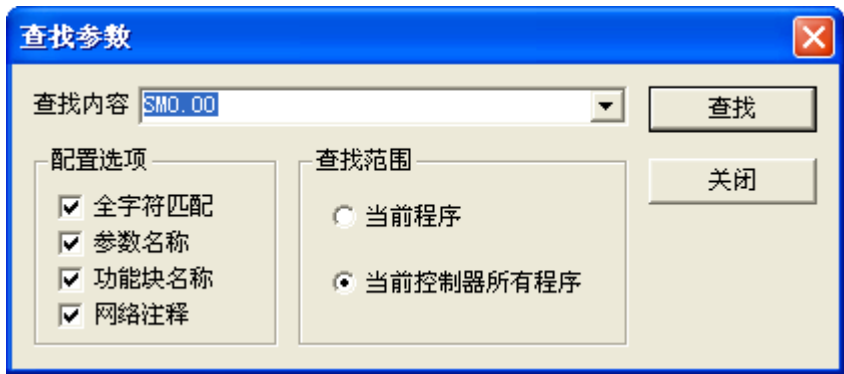 查找参数
查找内容 SM0.00 查找
配置选项
全字符匹配
参数名称
功能块名称
网络注释
查找范围
当前程序
当前控制器所有程序
关闭